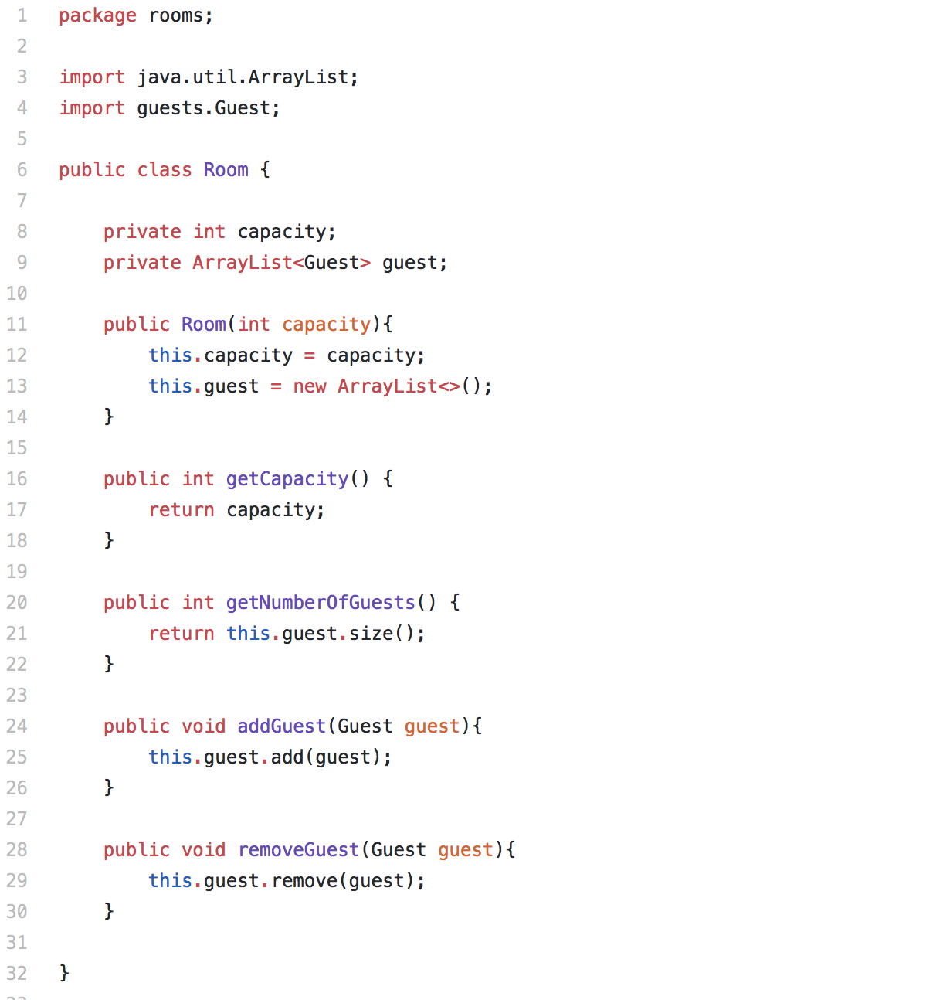 1 package rooms;
2
3 import java.util.ArrayList;
4 import guests.Guest;
5
6 public class Room {
7
8     private int capacity;
9     private ArrayList<Guest> guest;
10
11     public Room(int capacity){
12         this.capacity = capacity;
13         this.guest = new ArrayList<>();
14     }
15
16     public int getCapacity() {
17         return capacity;
18     }
19
20     public int getNumberOfGuests() {
21         return this.guest.size();
22     }
23
24     public void addGuest(Guest guest){
25         this.guest.add(guest);
26     }
27
28     public void removeGuest(Guest guest){
29         this.guest.remove(guest);
30     }
31
32 }